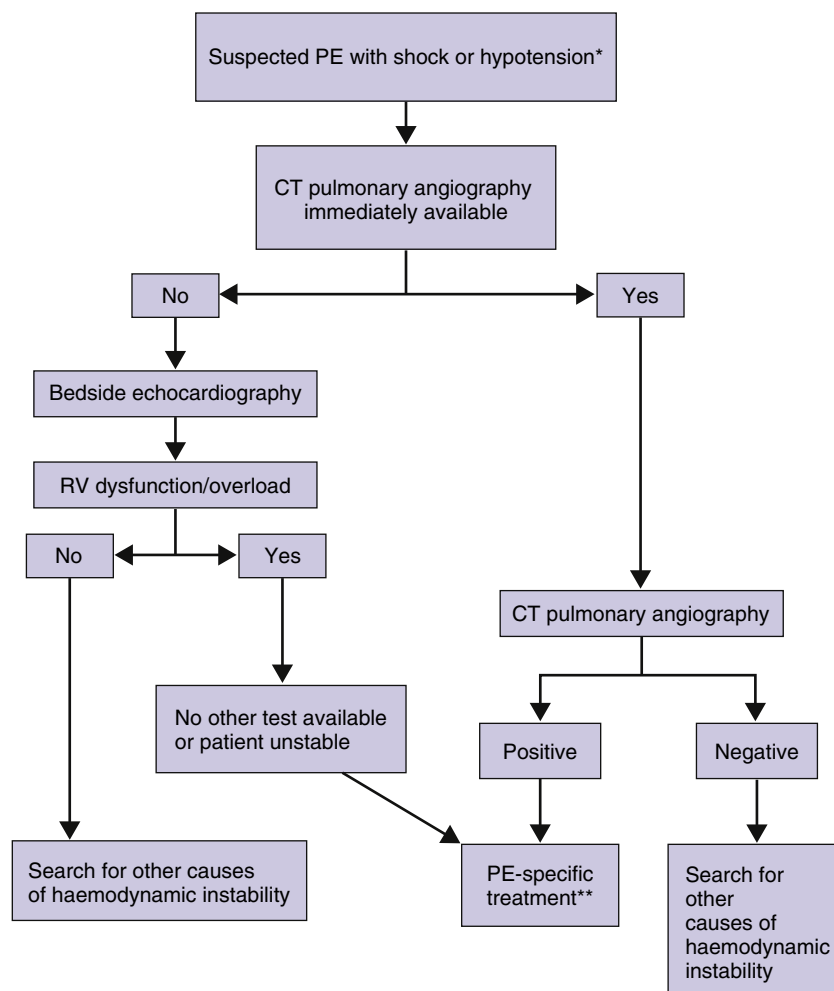 Suspected PE with shock or hypotension*
CT pulmonary angiography
immediately available
No
Yes
Bedside echocardiography
RV dysfunction/overload
No
Yes
CT pulmonary angiography
No other test available
or patient unstable
Positive
Negative
Search for other causes
of haemodynamic instability
PE-specific
treatment**
Search for
other
causes of
haemodynamic
instability